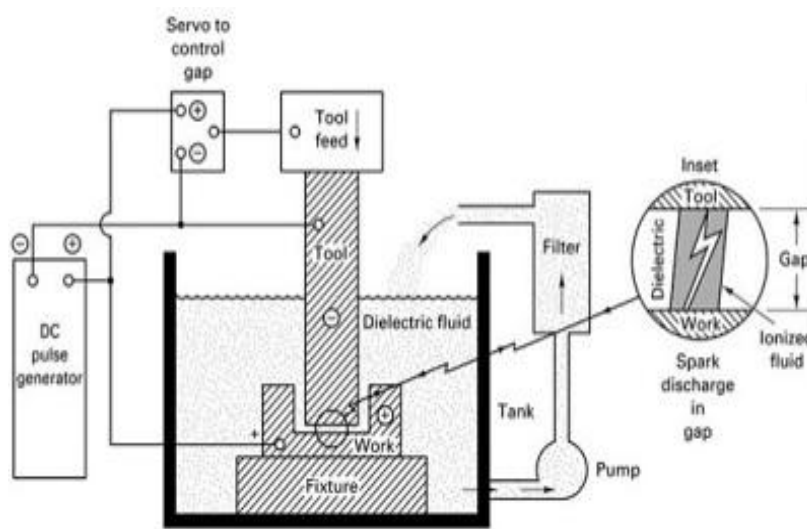 Servo to
control
gap
+
−
Tool
feed
Inset
Tool
Dielectric
Gap
Work
Ionized
fluid
Spark
discharge
in
gap
Filter
Tool
−
Dielectric fluid
− +
DC
pulse
generator
+
+
Work
Fixture
Tank
Pump